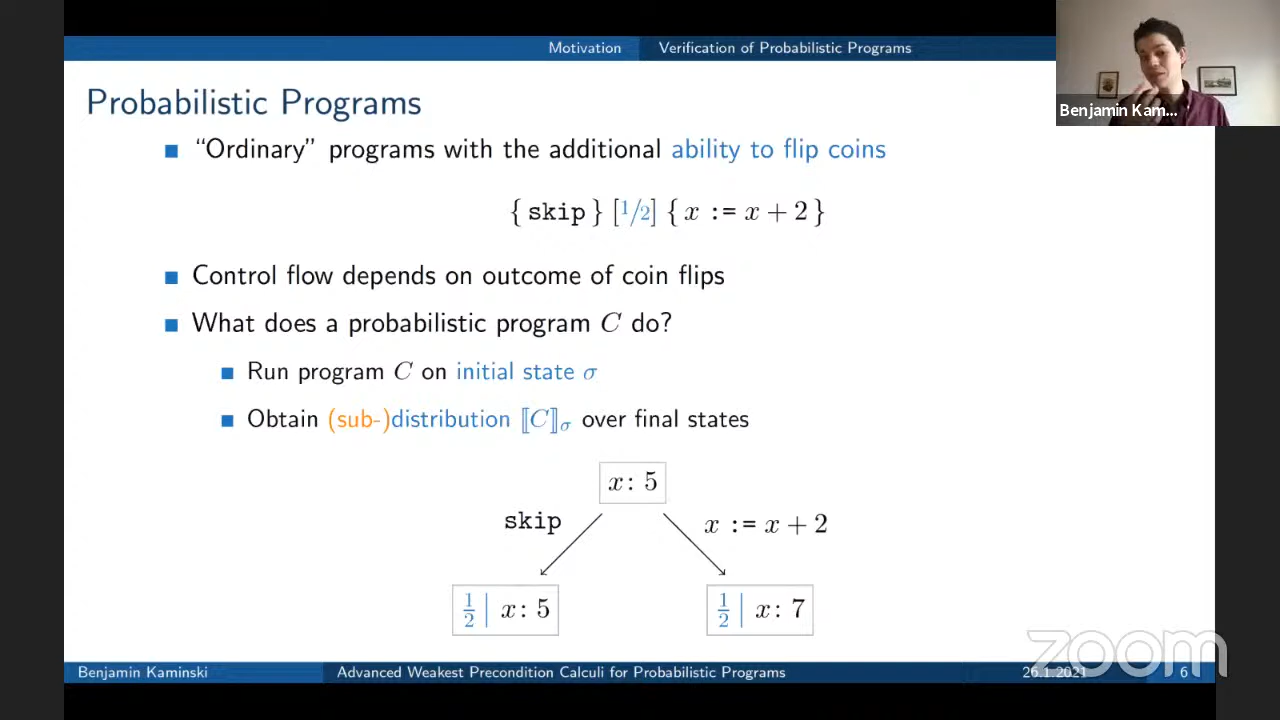 Motivation Verification of Probabilistic Programs
Benjamin Kam...
Probabilistic Programs
“Ordinary” programs with the additional ability to flip coins
{ skip } [1/2] { x := x + 2 }
Control flow depends on outcome of coin flips
What does a probabilistic program C do?
Run program C on initial state σ
Obtain (sub-)distribution ⟦C⟧σ over final states
x: 5
skip x := x + 2
1/2 | x: 5 1/2 | x: 7
zoom
Benjamin Kaminski Advanced Weakest Precondition Calculi for Probabilistic Programs 26.1.2021 6